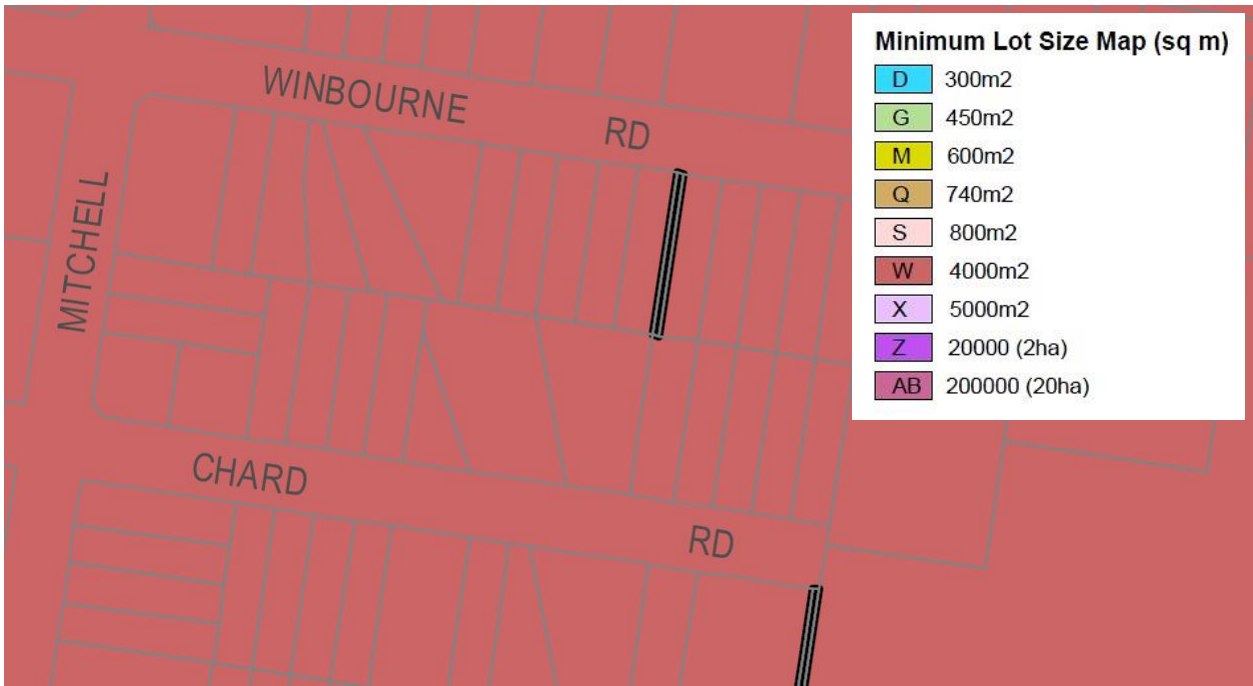 WINBOURNE RD
MITCHELL
CHARD RD
Minimum Lot Size Map (sq m)
D 300m2
G 450m2
M 600m2
Q 740m2
S 800m2
W 4000m2
X 5000m2
Z 20000 (2ha)
AB 200000 (20ha)